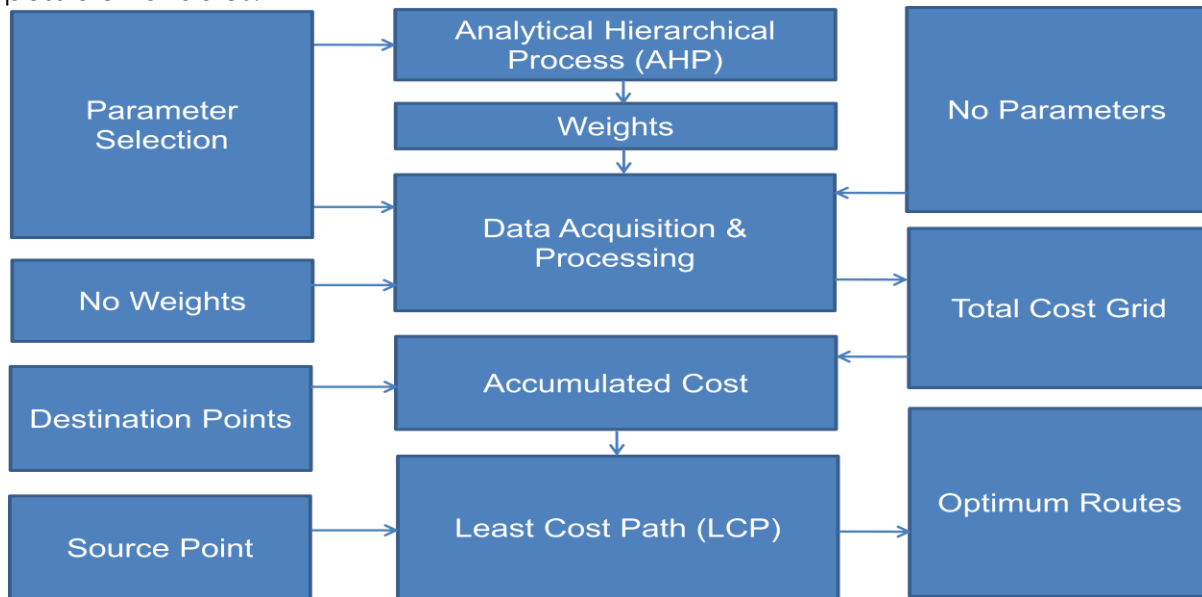 Analytical Hierarchical
Process (AHP)
Parameter
Selection
No Parameters
Weights
Data Acquisition &
Processing
No Weights
Total Cost Grid
Accumulated Cost
Destination Points
Least Cost Path (LCP)
Optimum Routes
Source Point